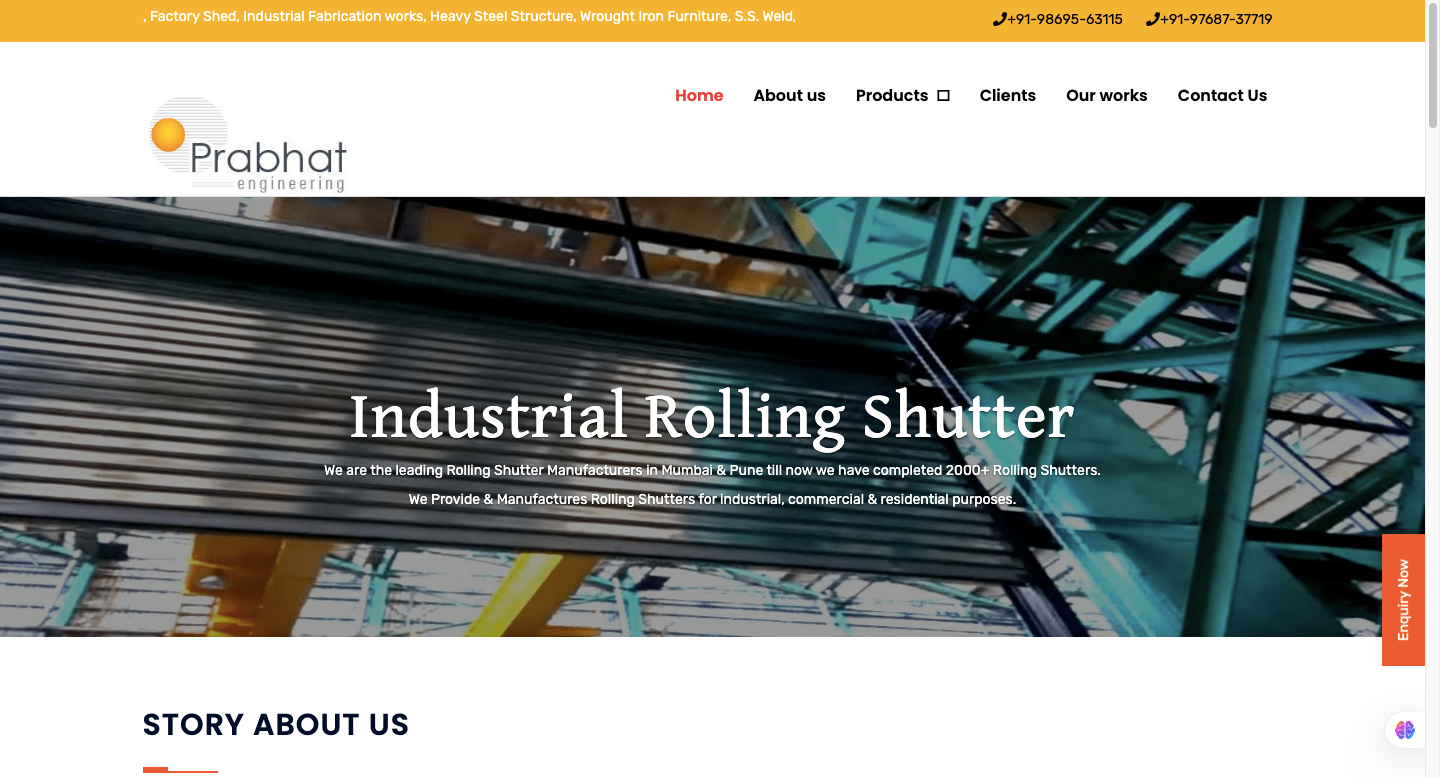 , Factory Shed, Industrial Fabrication works, Heavy Steel Structure, Wrought Iron Furniture, S.S. Weld,
+91-98695-63115 +91-97687-37719
Home About us Products Clients Our works Contact Us
Prabhat
engineering
Industrial Rolling Shutter
We are the leading Rolling Shutter Manufacturers in Mumbai & Pune till now we have completed 2000+ Rolling Shutters.
We Provide & Manufactures Rolling Shutters for industrial, commercial & residential purposes.
Enquiry Now
STORY ABOUT US